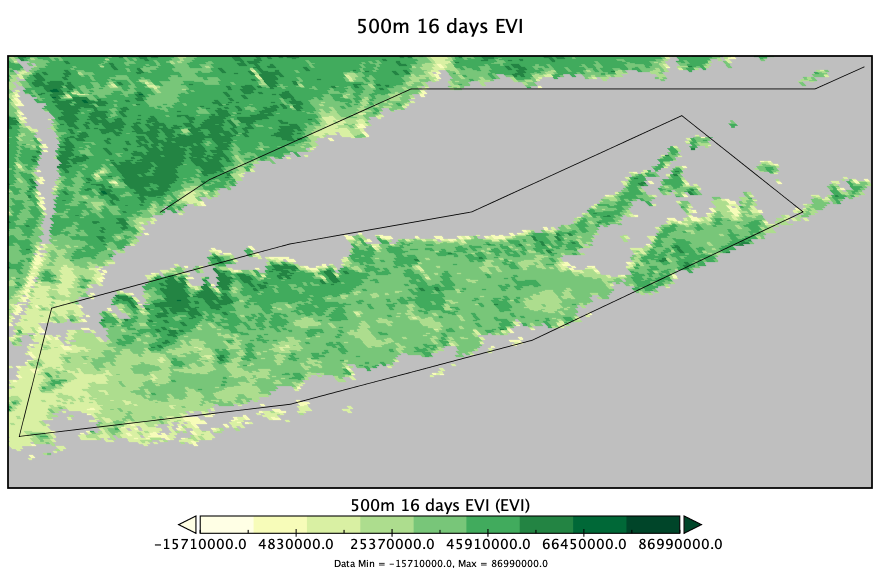 500m 16 days EVI
500m 16 days EVI (EVI)
-15710000.0 4830000.0 25370000.0 45910000.0 66450000.0 86990000.0
Data Min = -15710000.0, Max = 86990000.0